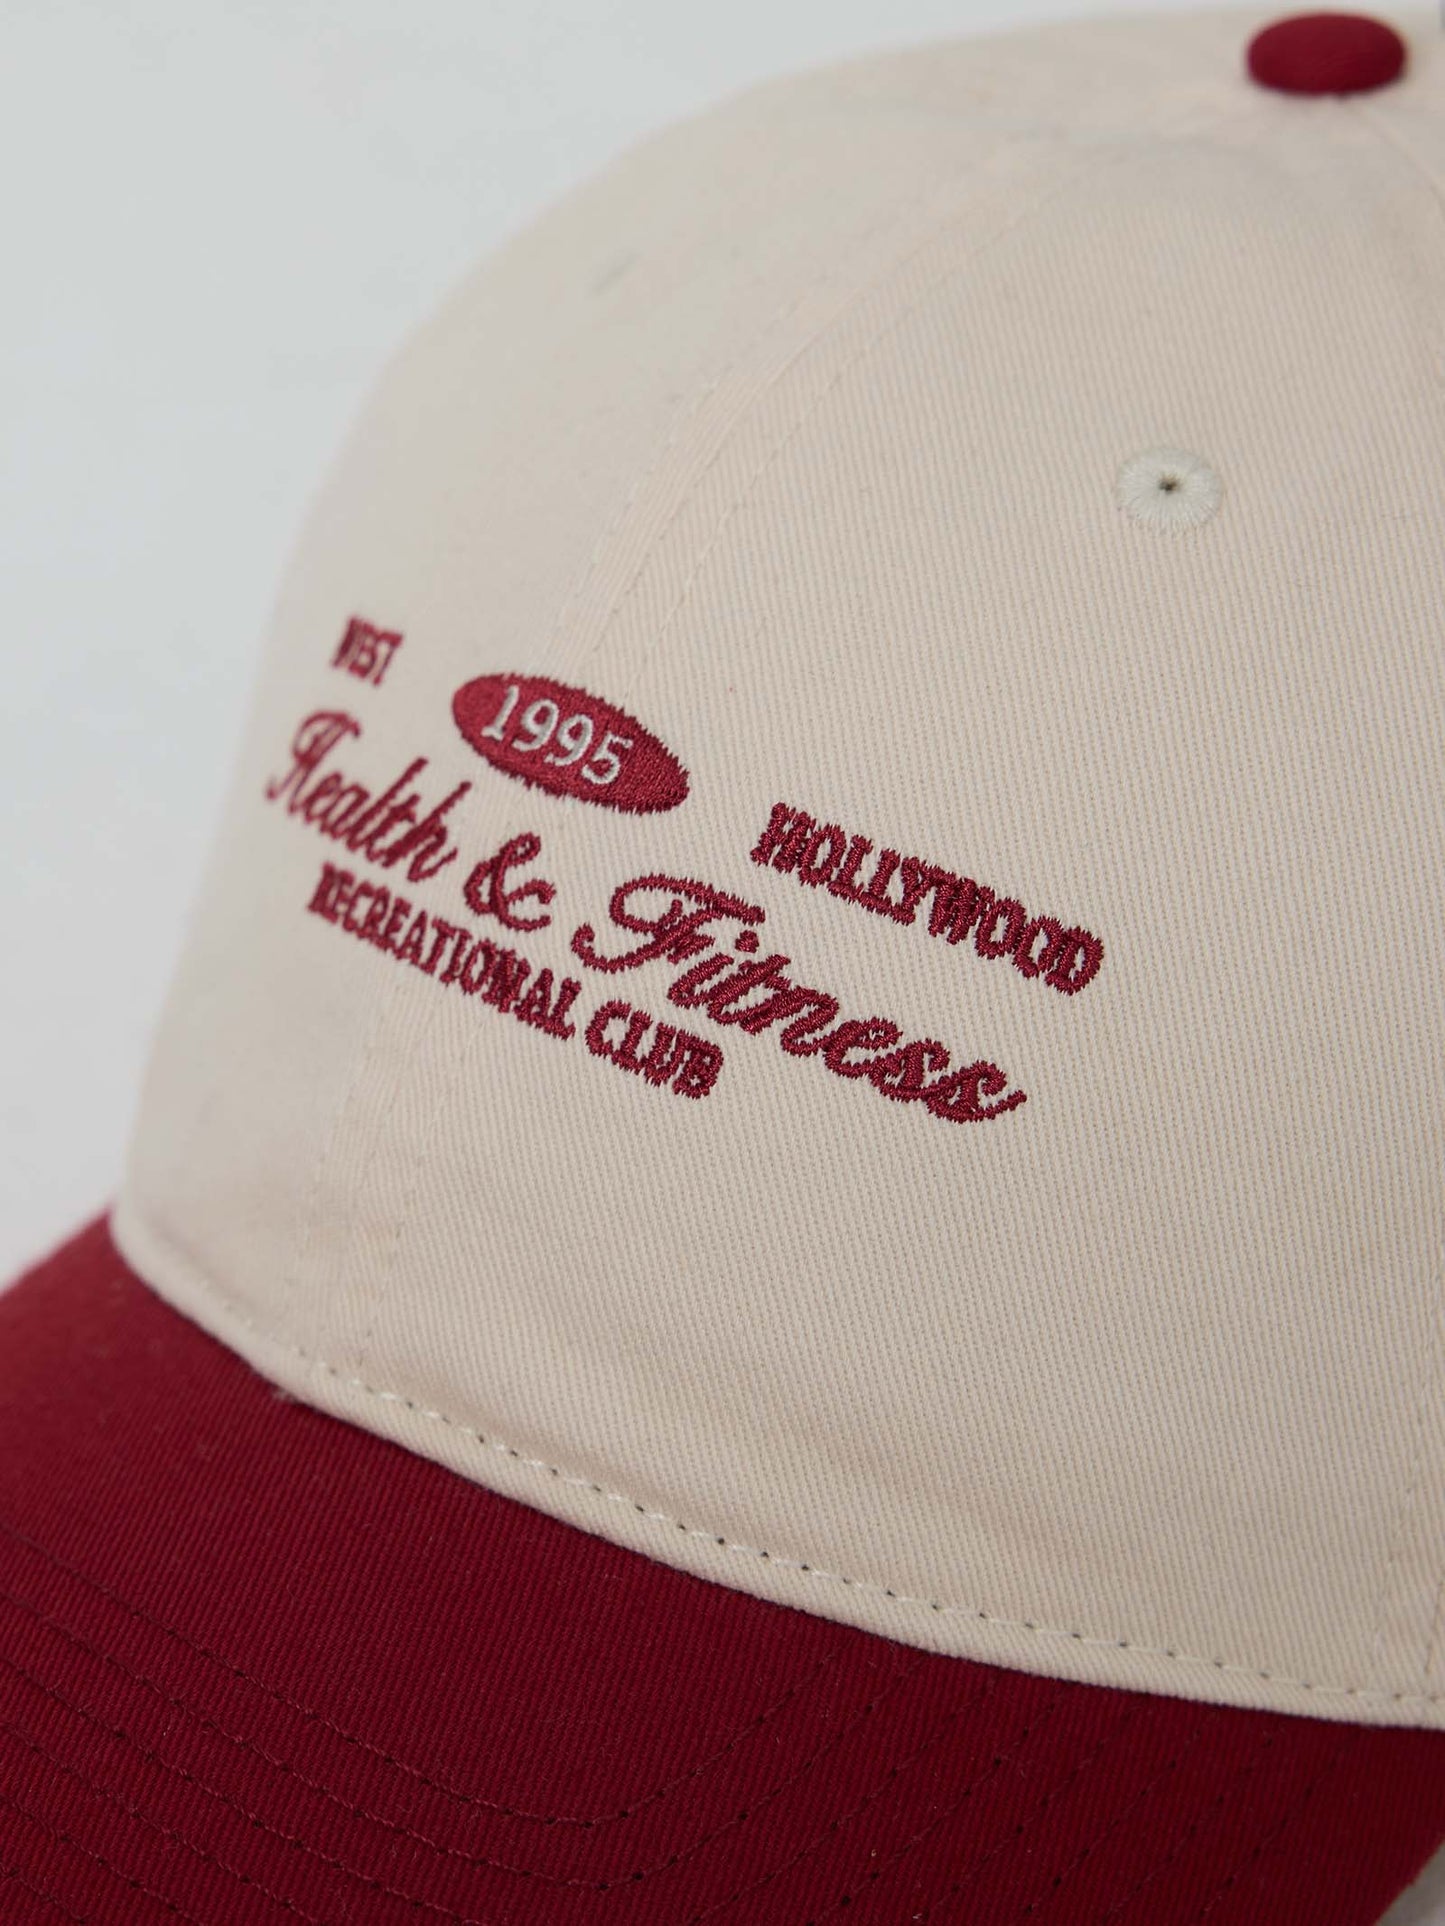 WEST 1995 HOLLYWOOD
Health & Fitness
RECREATIONAL CLUB